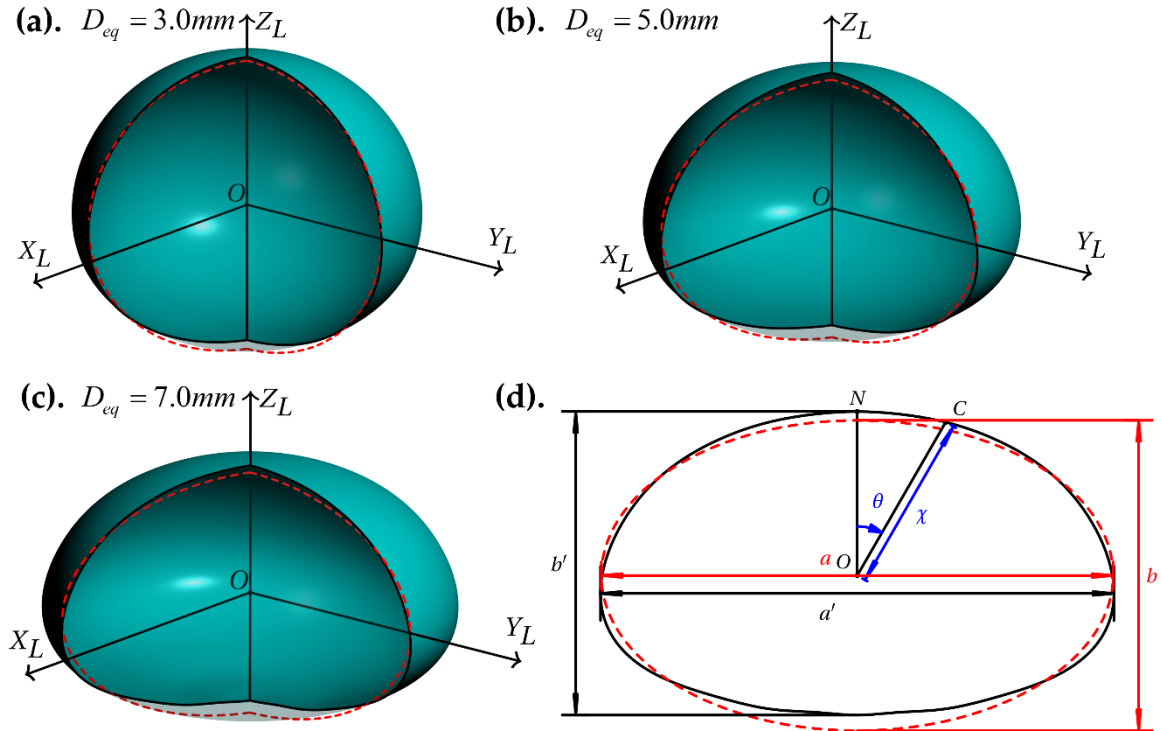 (a). D_eq = 3.0mm
Z_L
O
X_L
Y_L
(b). D_eq = 5.0mm
Z_L
O
X_L
Y_L
(c). D_eq = 7.0mm
Z_L
O
X_L
Y_L
(d).
N
C
θ
χ
b'
a
O
b
a'